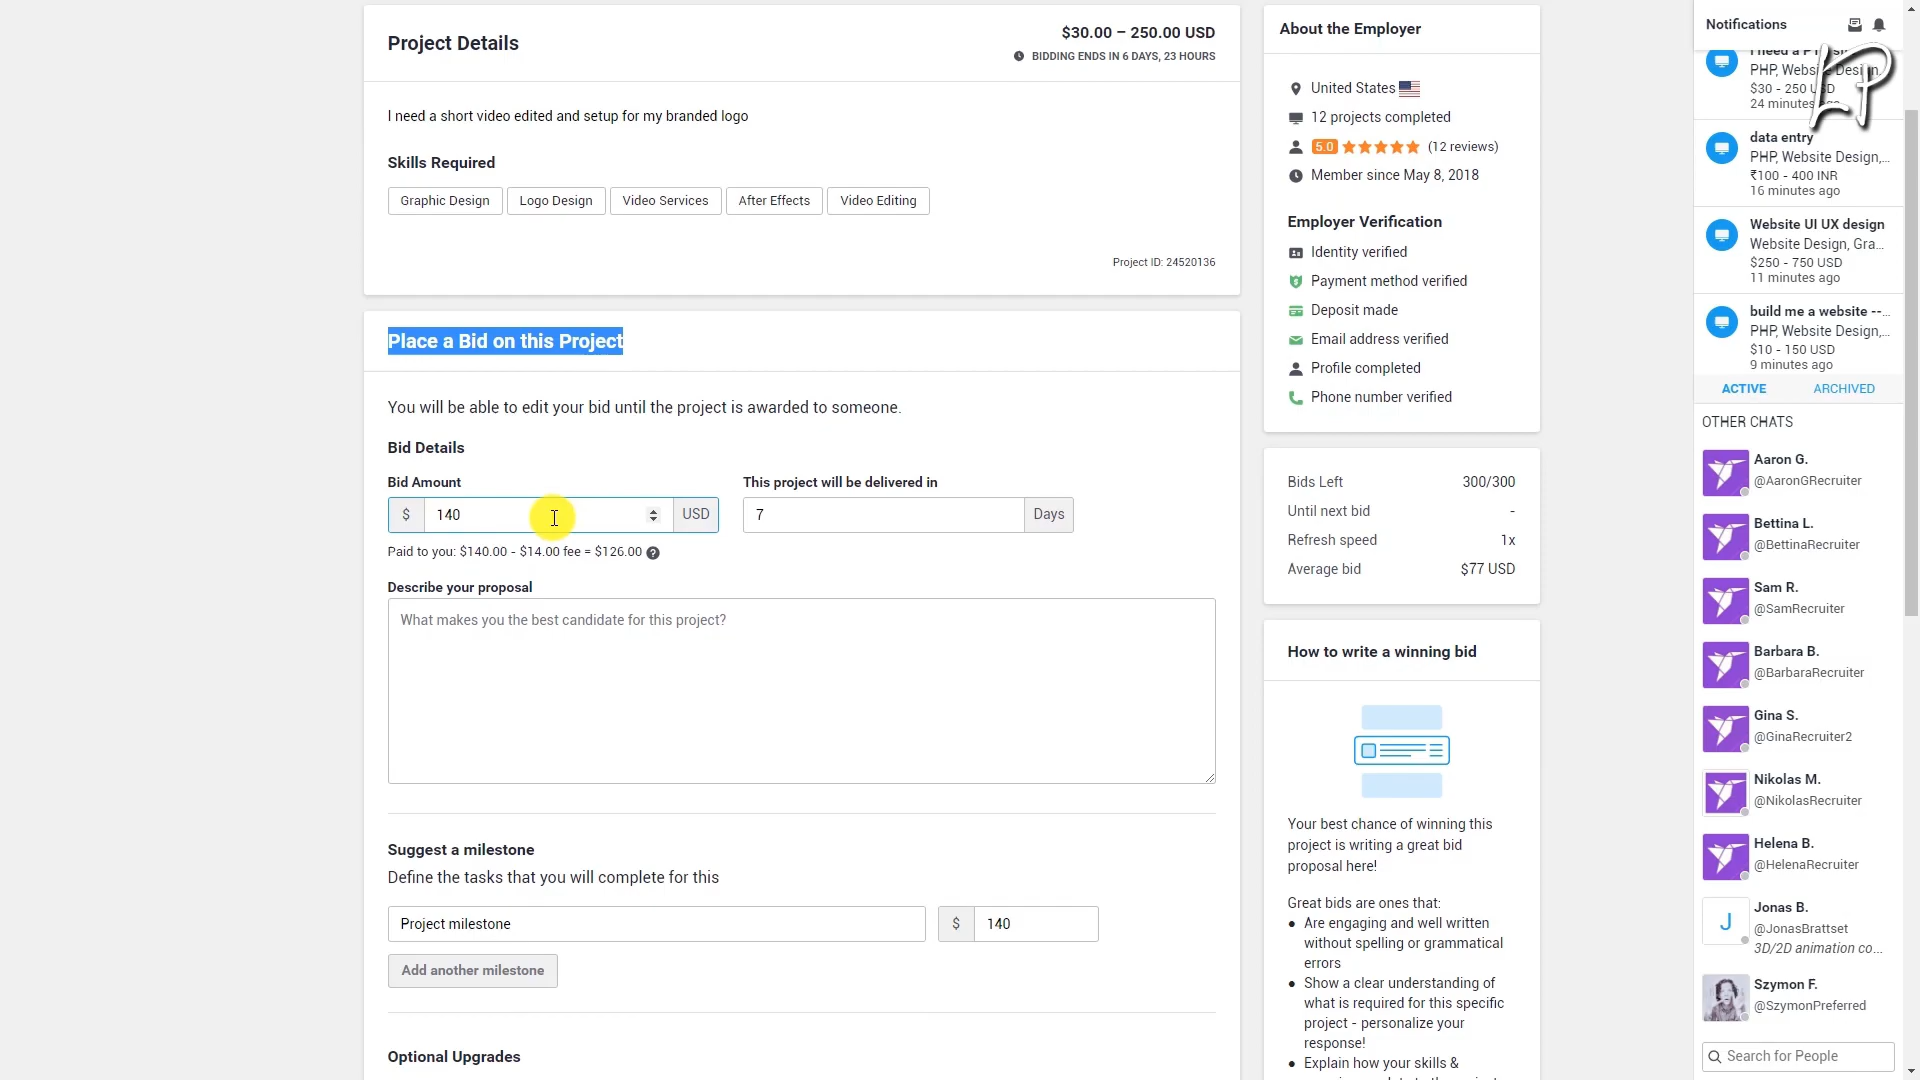 Project Details
$30.00 – 250.00 USD
BIDDING ENDS IN 6 DAYS, 23 HOURS
I need a short video edited and setup for my branded logo
Skills Required
Graphic Design
Logo Design
Video Services
After Effects
Video Editing
Project ID: 24520136
Place a Bid on this Project
You will be able to edit your bid until the project is awarded to someone.
Bid Details
Bid Amount
$ 140 USD
Paid to you: $140.00 - $14.00 fee = $126.00 ?
This project will be delivered in
7 Days
Describe your proposal
What makes you the best candidate for this project?
Suggest a milestone
Define the tasks that you will complete for this
Project milestone
$ 140
Add another milestone
Optional Upgrades
About the Employer
United States
12 projects completed
5.0 (12 reviews)
Member since May 8, 2018
Employer Verification
Identity verified
Payment method verified
Deposit made
Email address verified
Profile completed
Phone number verified
Bids Left 300/300
Until next bid -
Refresh speed 1x
Average bid $77 USD
How to write a winning bid
Your best chance of winning this
project is writing a great bid
proposal here!
Great bids are ones that:
● Are engaging and well written
without spelling or grammatical
errors
● Show a clear understanding of
what is required for this specific
project - personalize your
response!
● Explain how your skills &
Notifications
I need a
PHP, Website Design,
$30 - 250 USD
24 minutes ago
LP
data entry
PHP, Website Design,...
₹100 - 400 INR
16 minutes ago
Website UI UX design
Website Design, Gra...
$250 - 750 USD
11 minutes ago
build me a website --...
PHP, Website Design,...
$10 - 150 USD
9 minutes ago
ACTIVE
ARCHIVED
OTHER CHATS
Aaron G.
@AaronGRecruiter
Bettina L.
@BettinaRecruiter
Sam R.
@SamRecruiter
Barbara B.
@BarbaraRecruiter
Gina S.
@GinaRecruiter2
Nikolas M.
@NikolasRecruiter
Helena B.
@HelenaRecruiter
J
Jonas B.
@JonasBrattset
3D/2D animation co...
Szymon F.
@SzymonPreferred
Search for People